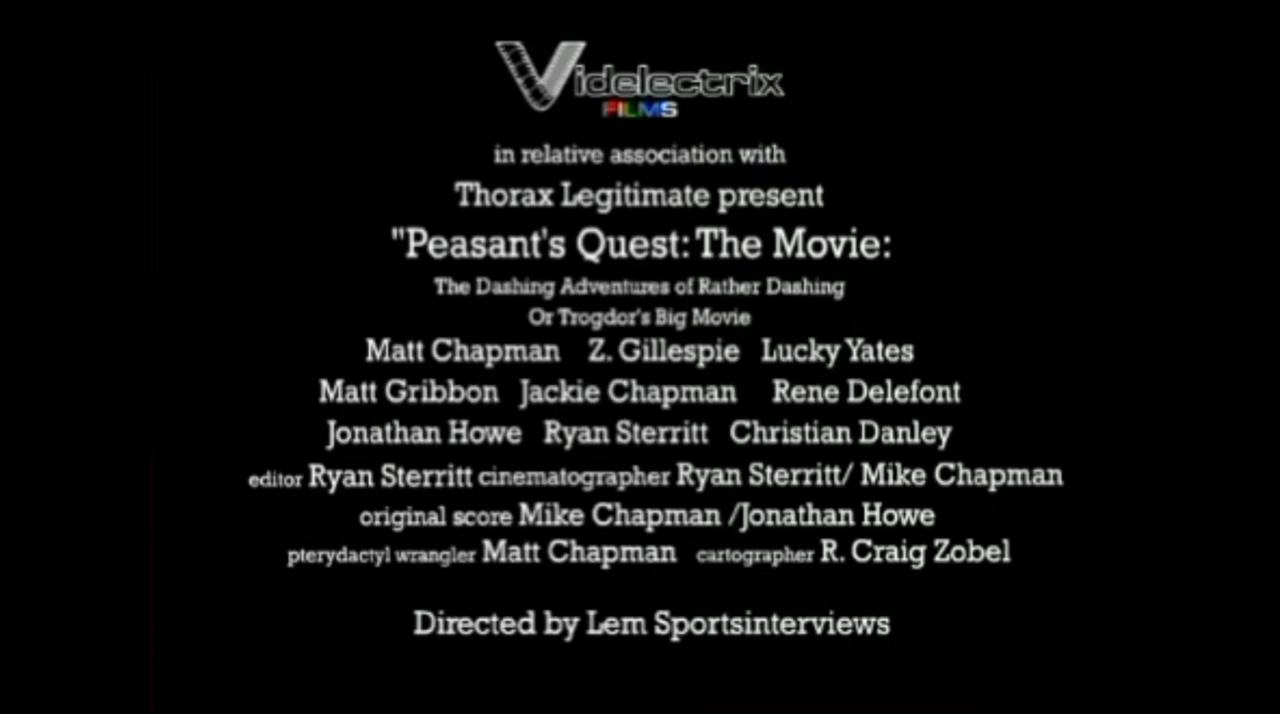 Videlectrix
FILMS
in relative association with
Thorax Legitimate present
"Peasant's Quest: The Movie:
The Dashing Adventures of Rather Dashing
Or Trogdor's Big Movie
Matt Chapman Z. Gillespie Lucky Yates
Matt Gribbon Jackie Chapman Rene Delefont
Jonathan Howe Ryan Sterritt Christian Danley
editor Ryan Sterritt cinematographer Ryan Sterritt/ Mike Chapman
original score Mike Chapman /Jonathan Howe
pterydactyl wrangler Matt Chapman cartographer R. Craig Zobel
Directed by Lem Sportsinterviews